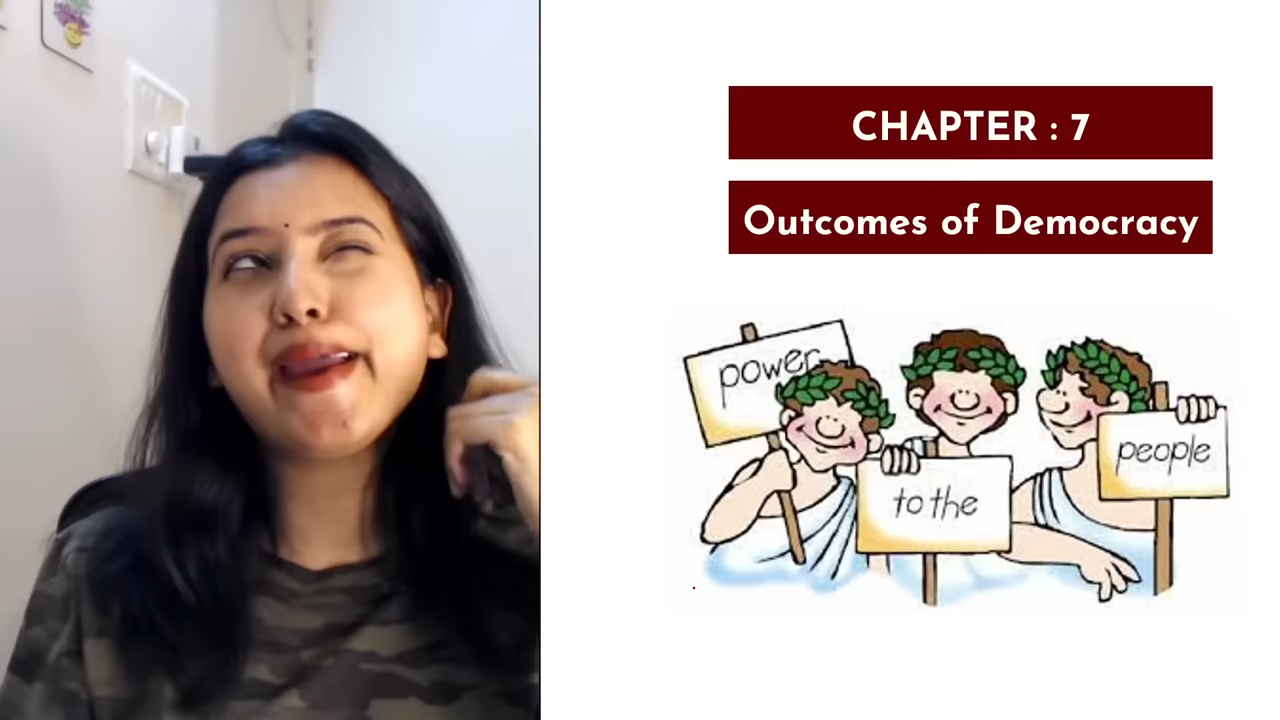 CHAPTER : 7
Outcomes of Democracy
power
to the
people